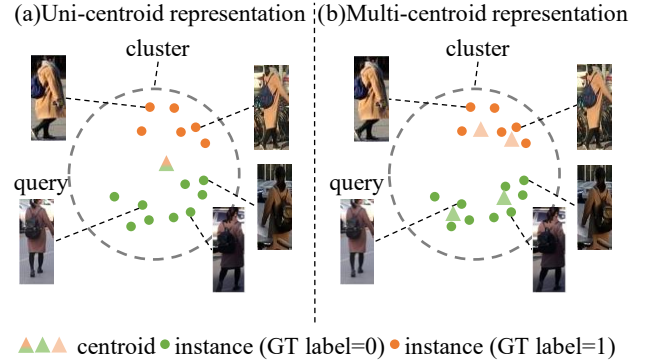 (a)Uni-centroid representation
(b)Multi-centroid representation
cluster
cluster
query
query
centroid instance (GT label=0) instance (GT label=1)